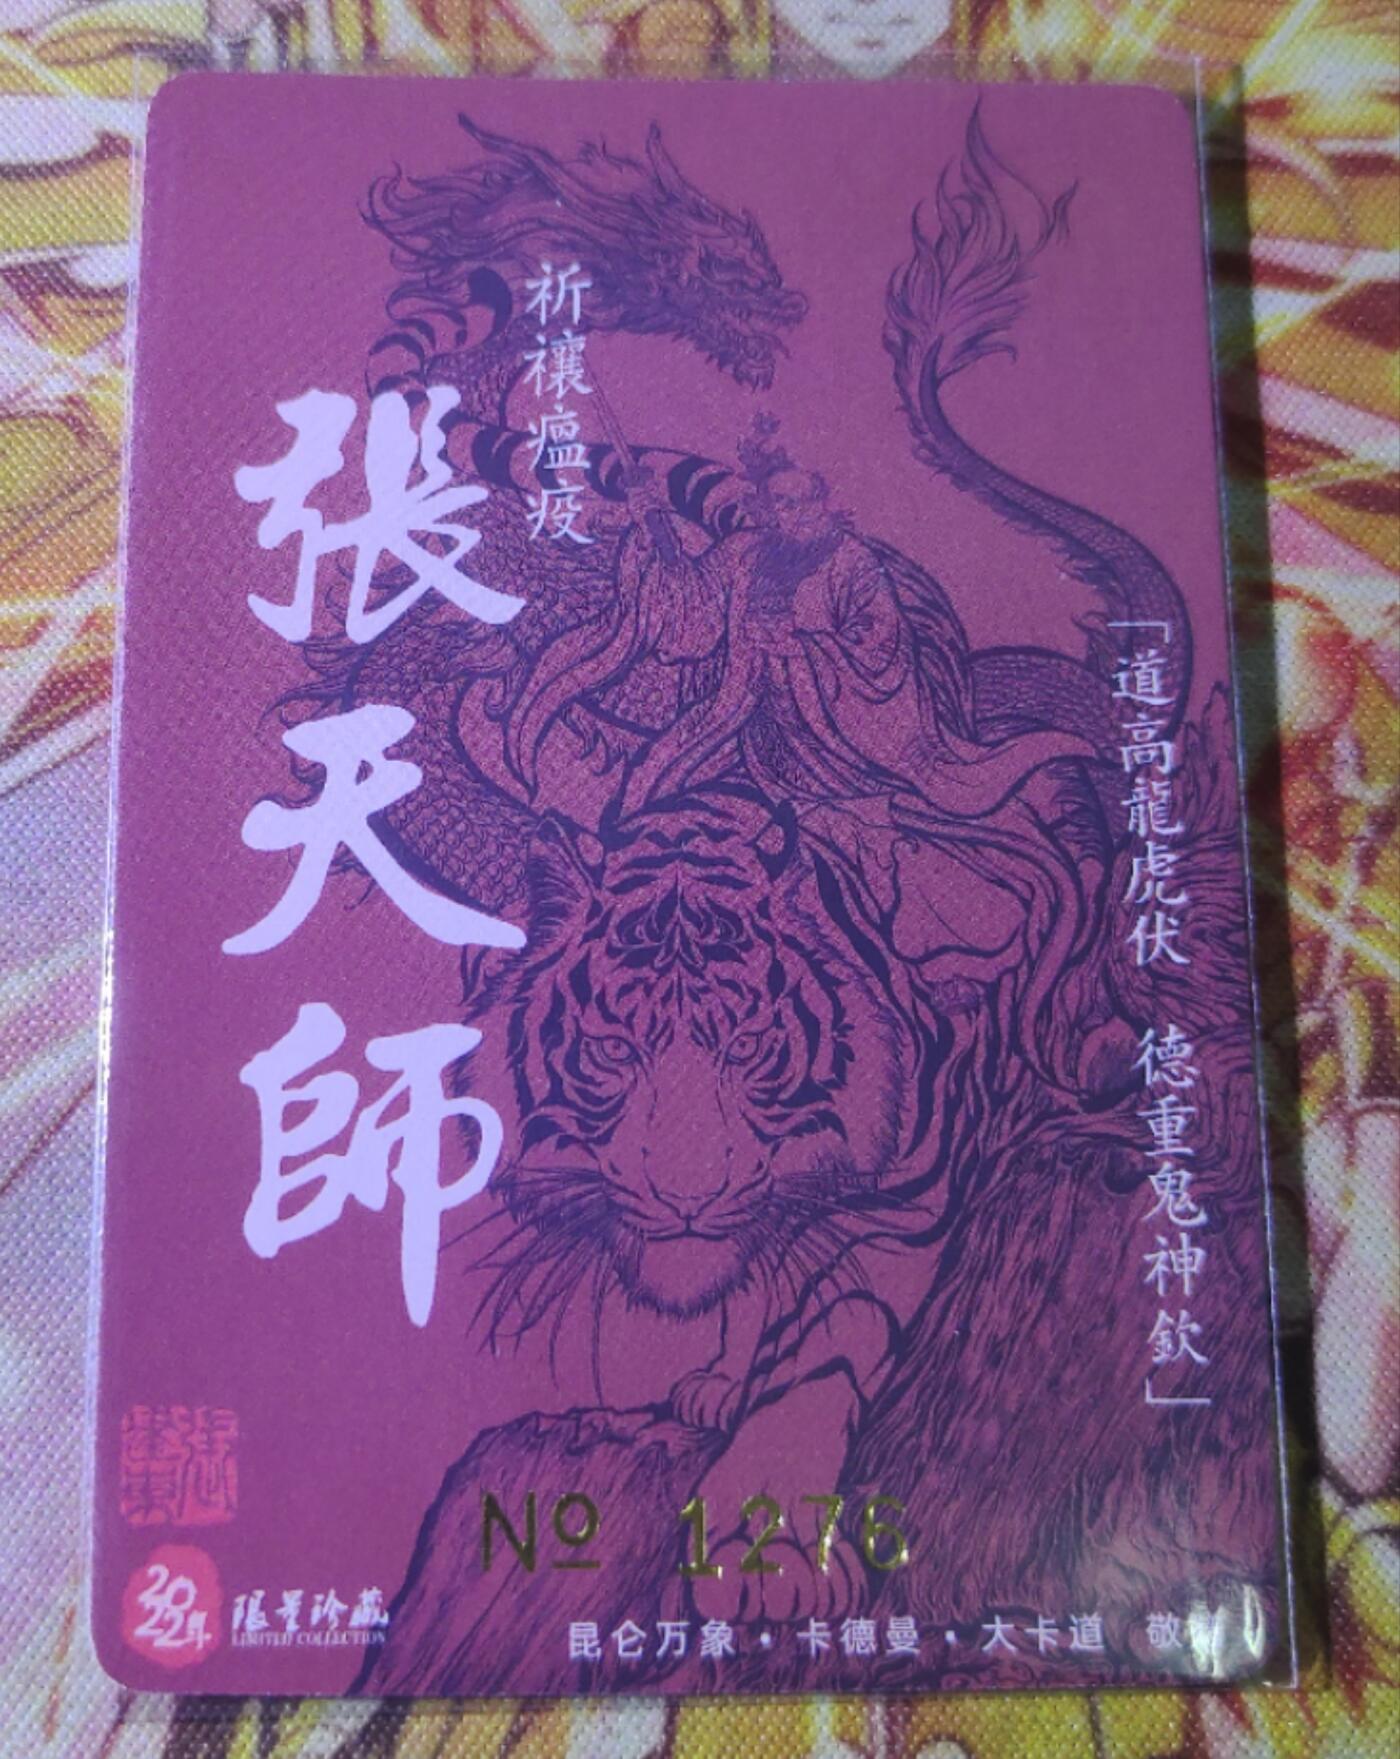 「道高龍虎伏 德重鬼神欽」
祈禳瘟疫
張天師
No 1276
2022年
限量珍藏
LIMITED COLLECTION
昆仑万象·卡德曼·大卡道 敬